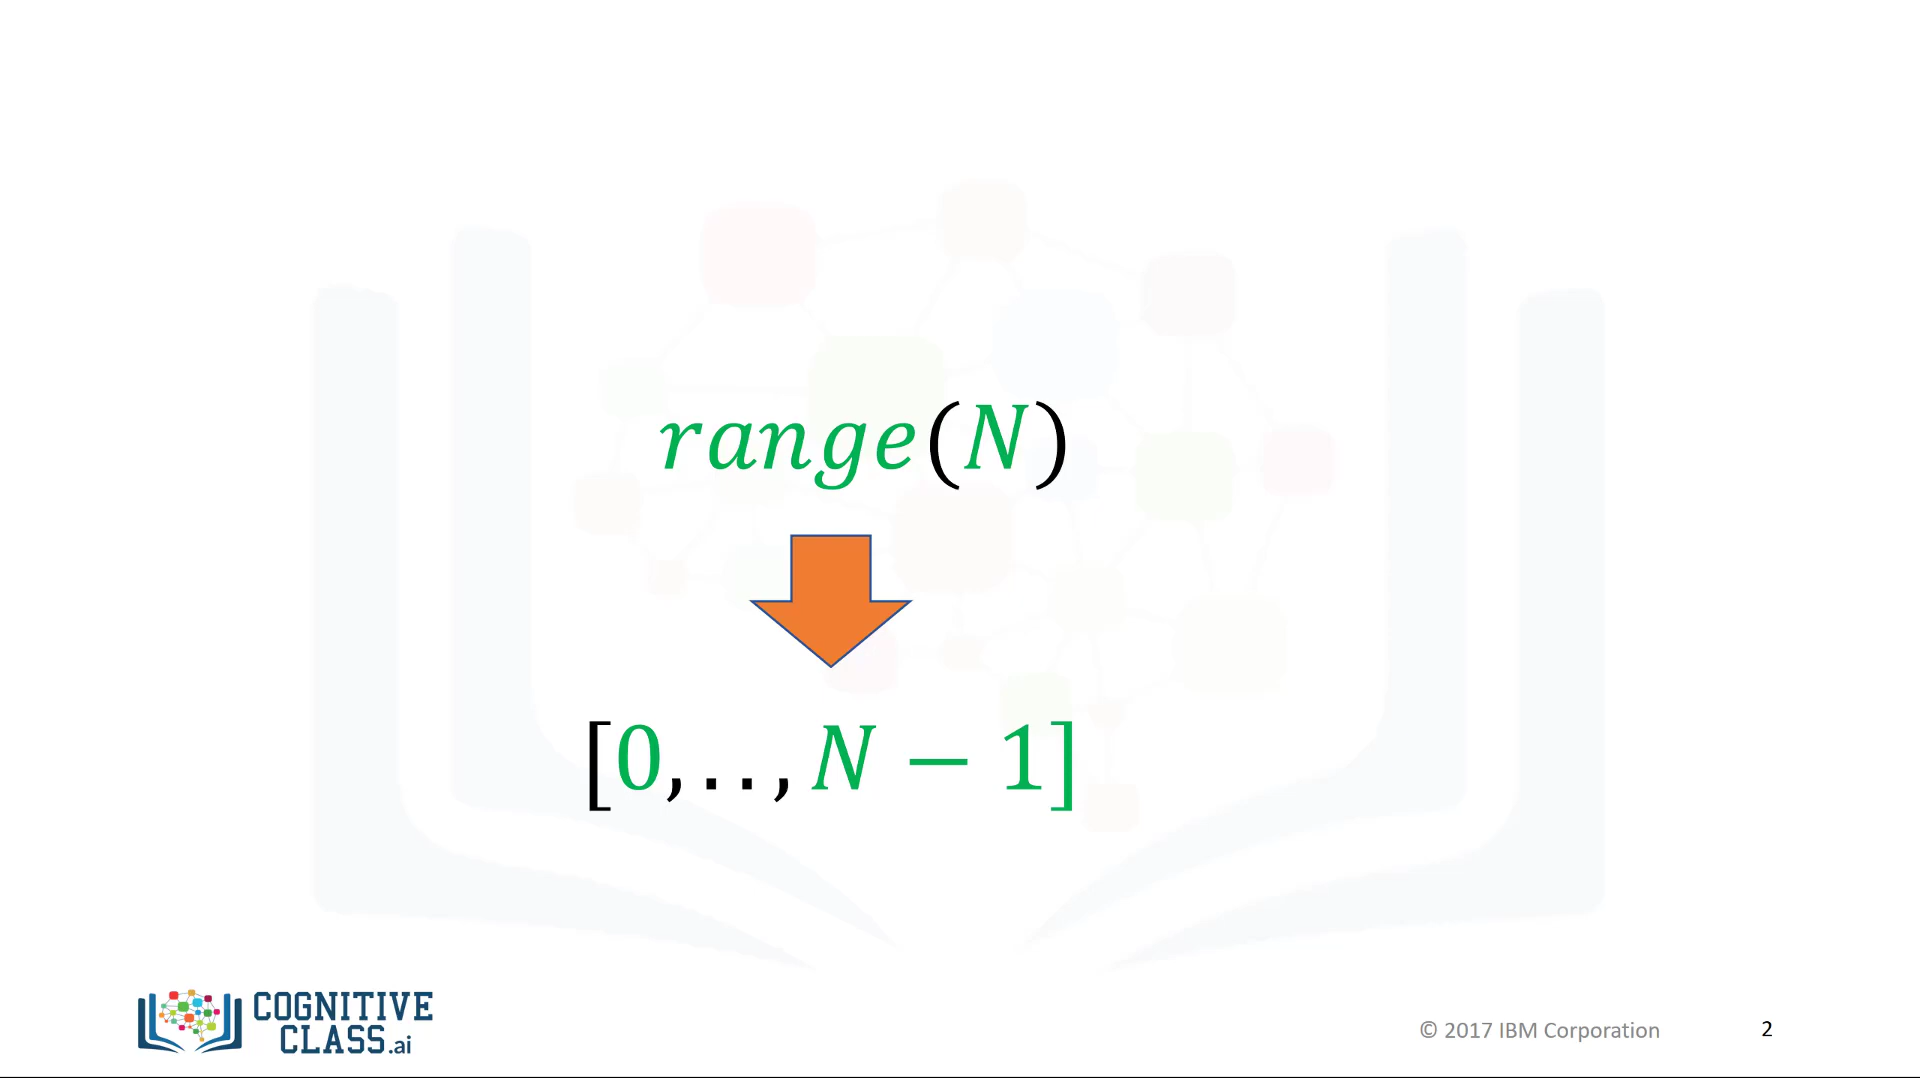 range(N)
[0,..,N − 1]
COGNITIVE
CLASS.ai
© 2017 IBM Corporation 2